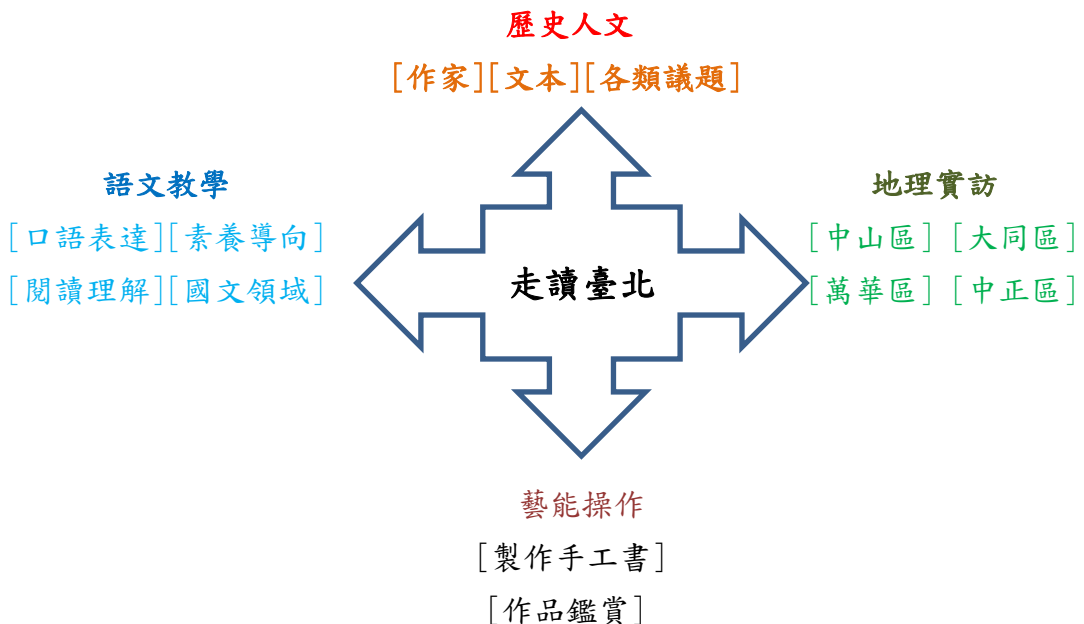 歷史人文
[作家][文本][各類議題]
語文教學
[口語表達][素養導向]
[閱讀理解][國文領域]
走讀臺北
地理實訪
[中山區] [大同區]
[萬華區] [中正區]
藝能操作
[製作手工書]
[作品鑑賞]